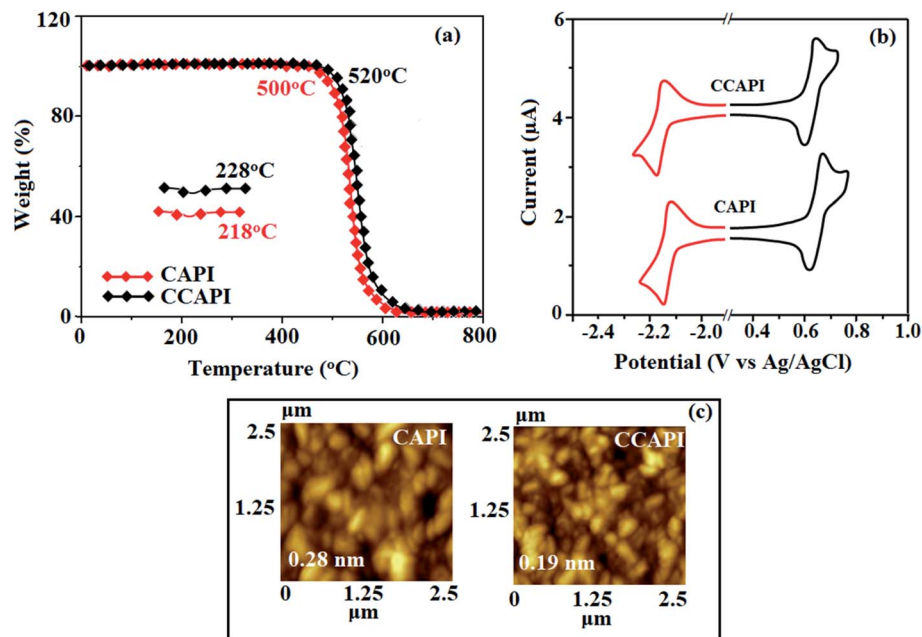 (a)
120
80
40
0
Weight (%)
500°C
520°C
228°C
218°C
CAPI
CCAPI
0 200 400 600 800
Temperature (°C)
(b)
6
4
2
0
Current (µA)
CCAPI
CAPI
-2.4 -2.2 -2.0 0.4 0.6 0.8 1.0
Potential (V vs Ag/AgCl)
(c)
µm
2.5
1.25
CAPI
0.28 nm
0 1.25 2.5
µm
µm
2.5
1.25
CCAPI
0.19 nm
0 1.25 2.5
µm